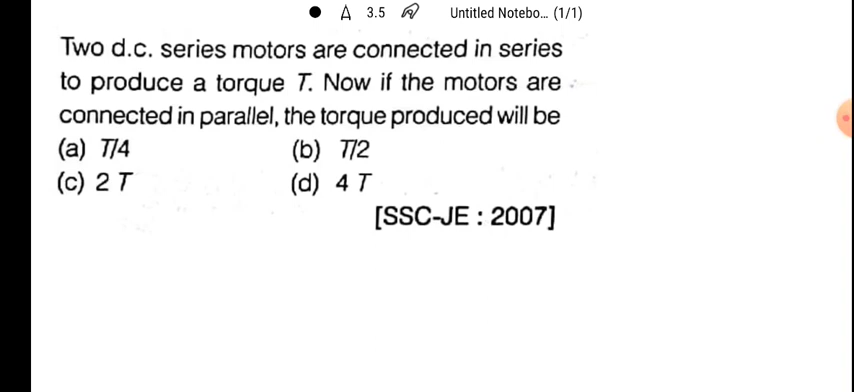 3.5 Untitled Notebo... (1/1)
Two d.c. series motors are connected in series
to produce a torque T. Now if the motors are
connected in parallel, the torque produced will be
(a) T/4 (b) T/2
(c) 2 T (d) 4 T
[SSC-JE : 2007]